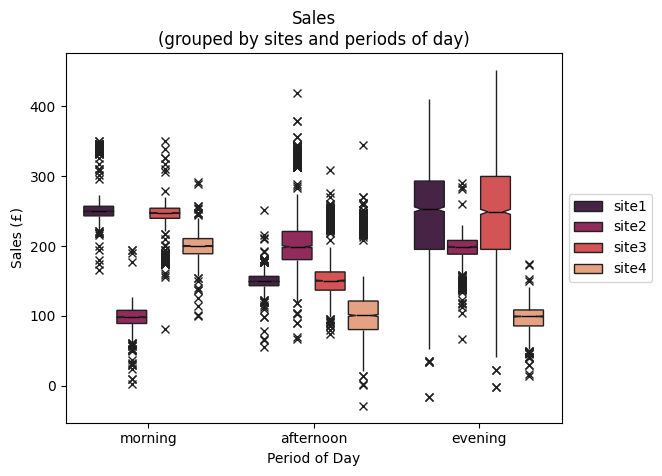 Sales
(grouped by sites and periods of day)
Sales (£)
400
300
200
100
0
morning afternoon evening
Period of Day
site1
site2
site3
site4